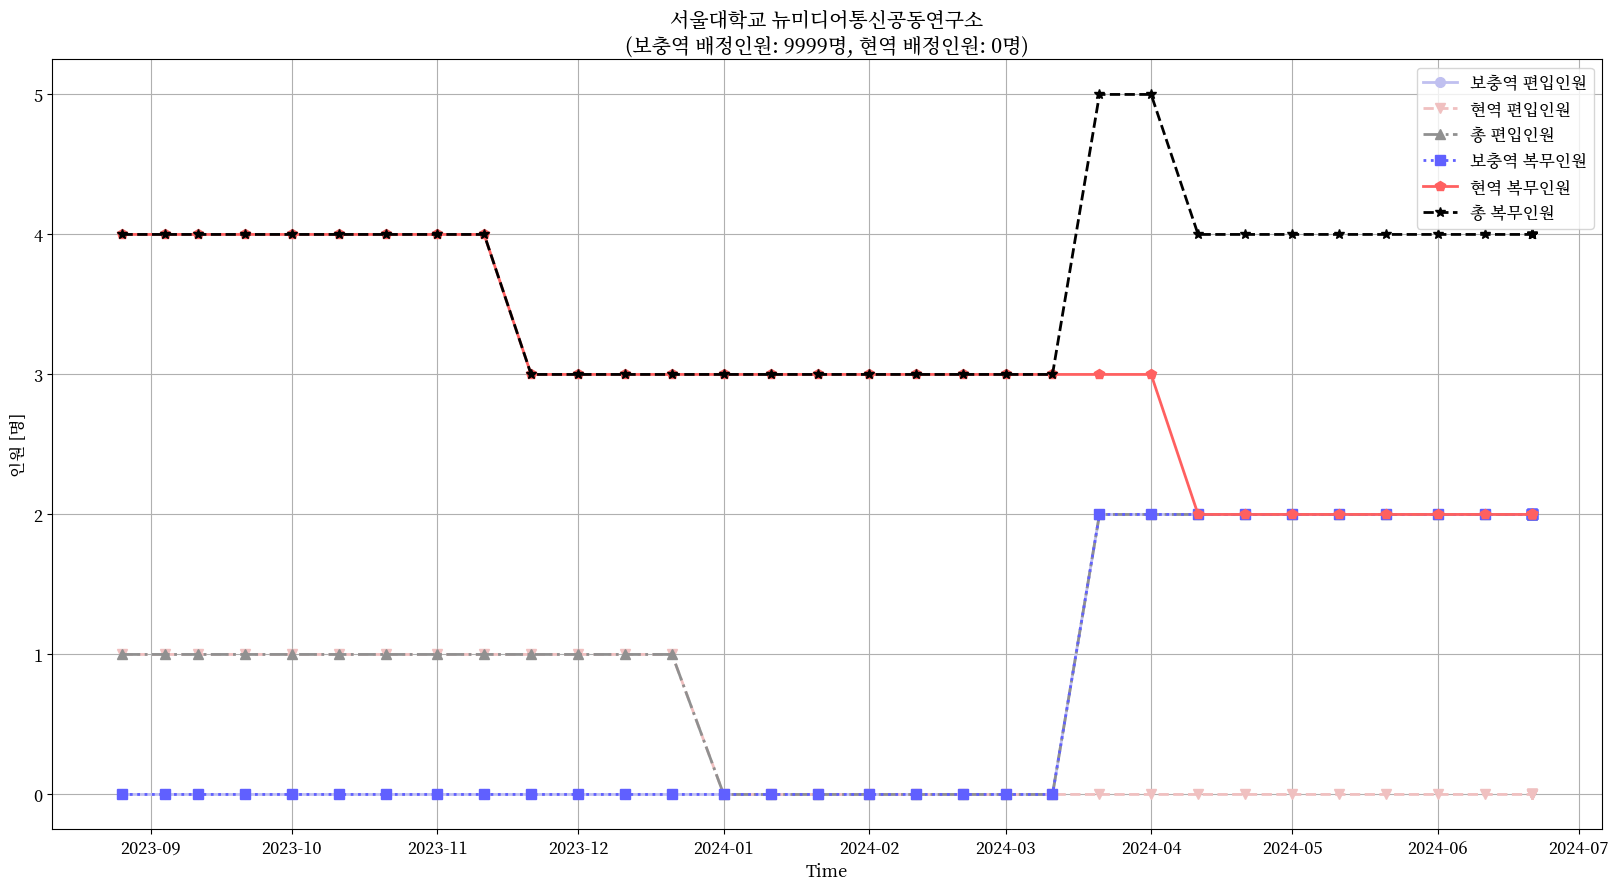 서울대학교 뉴미디어통신공동연구소
(보충역 배정인원: 9999명, 현역 배정인원: 0명)
보충역 편입인원
현역 편입인원
총 편입인원
보충역 복무인원
현역 복무인원
총 복무인원
인원 [명]
5
4
3
2
1
0
2023-09
2023-10
2023-11
2023-12
2024-01
2024-02
2024-03
2024-04
2024-05
2024-06
2024-07
Time